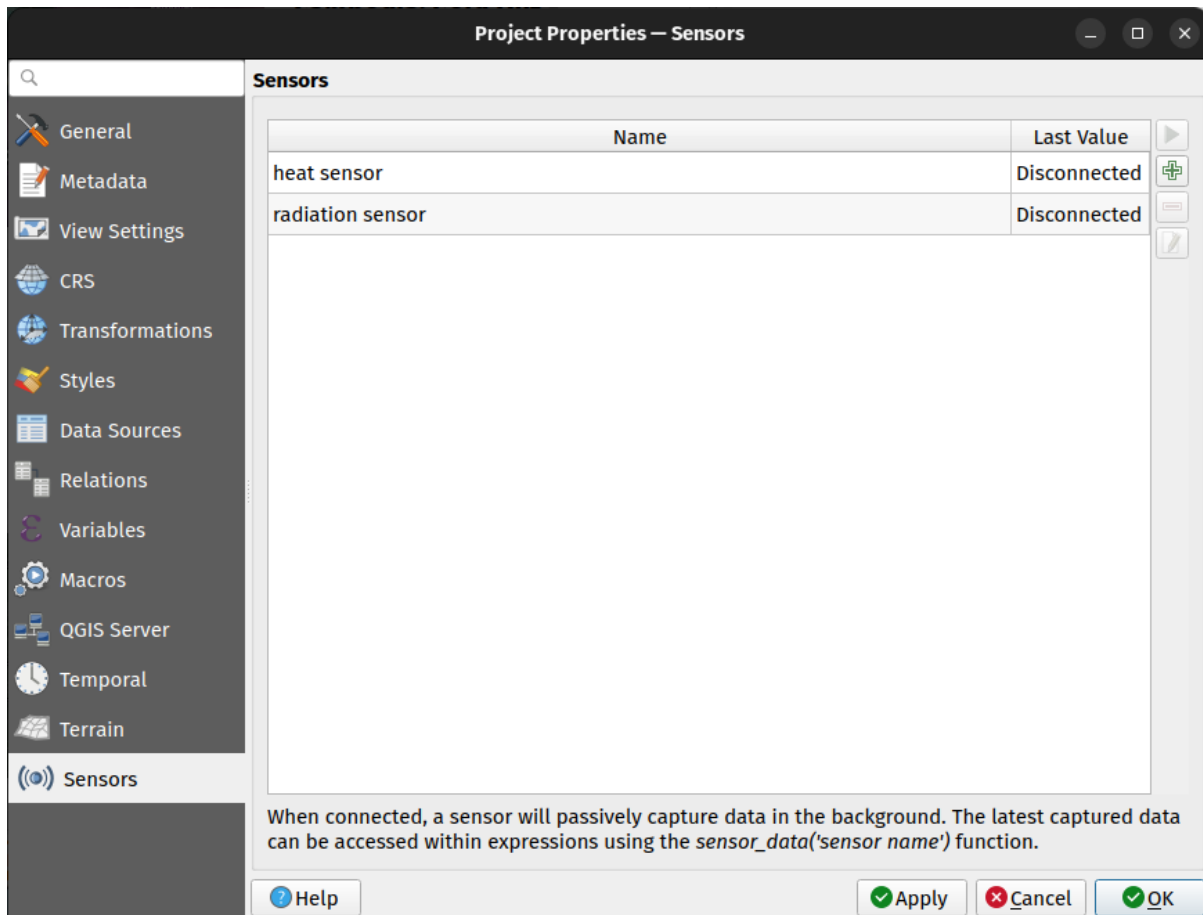 Project Properties — Sensors
Sensors
General
Metadata
View Settings
CRS
Transformations
Styles
Data Sources
Relations
Variables
Macros
QGIS Server
Temporal
Terrain
Sensors
Name Last Value
heat sensor Disconnected
radiation sensor Disconnected
When connected, a sensor will passively capture data in the background. The latest captured data
can be accessed within expressions using the sensor_data('sensor name') function.
Help Apply Cancel OK